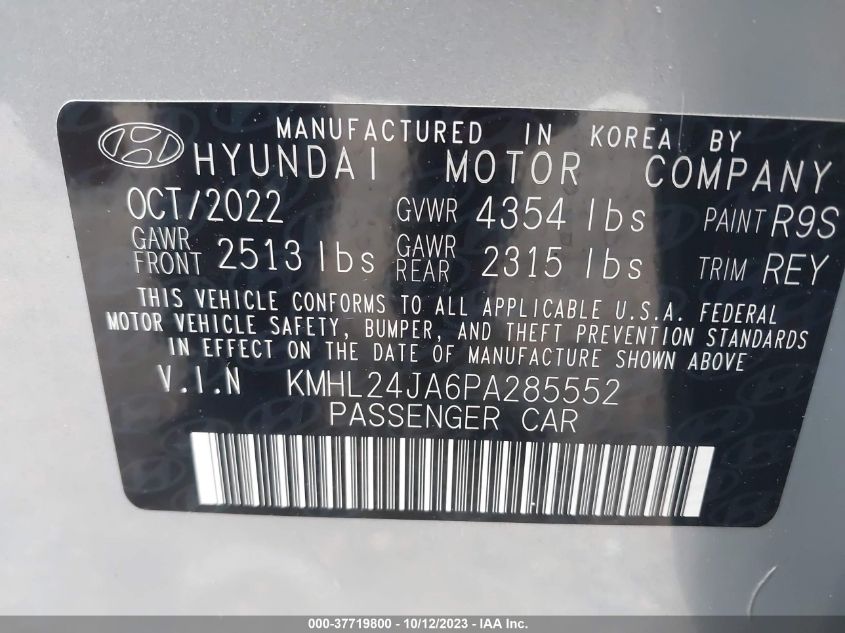 MANUFACTURED IN KOREA BY
HYUNDAI MOTOR COMPANY
OCT/2022 GVWR 4354 lbs PAINT R9S
GAWR FRONT 2513 lbs GAWR REAR 2315 lbs TRIM REY
THIS VEHICLE CONFORMS TO ALL APPLICABLE U.S.A. FEDERAL
MOTOR VEHICLE SAFETY, BUMPER, AND THEFT PREVENTION STANDARDS
IN EFFECT ON THE DATE OF MANUFACTURE SHOWN ABOVE.
V.I.N KMHL24JA6PA285552
PASSENGER CAR
000-37719800 - 10/12/2023 - IAA Inc.